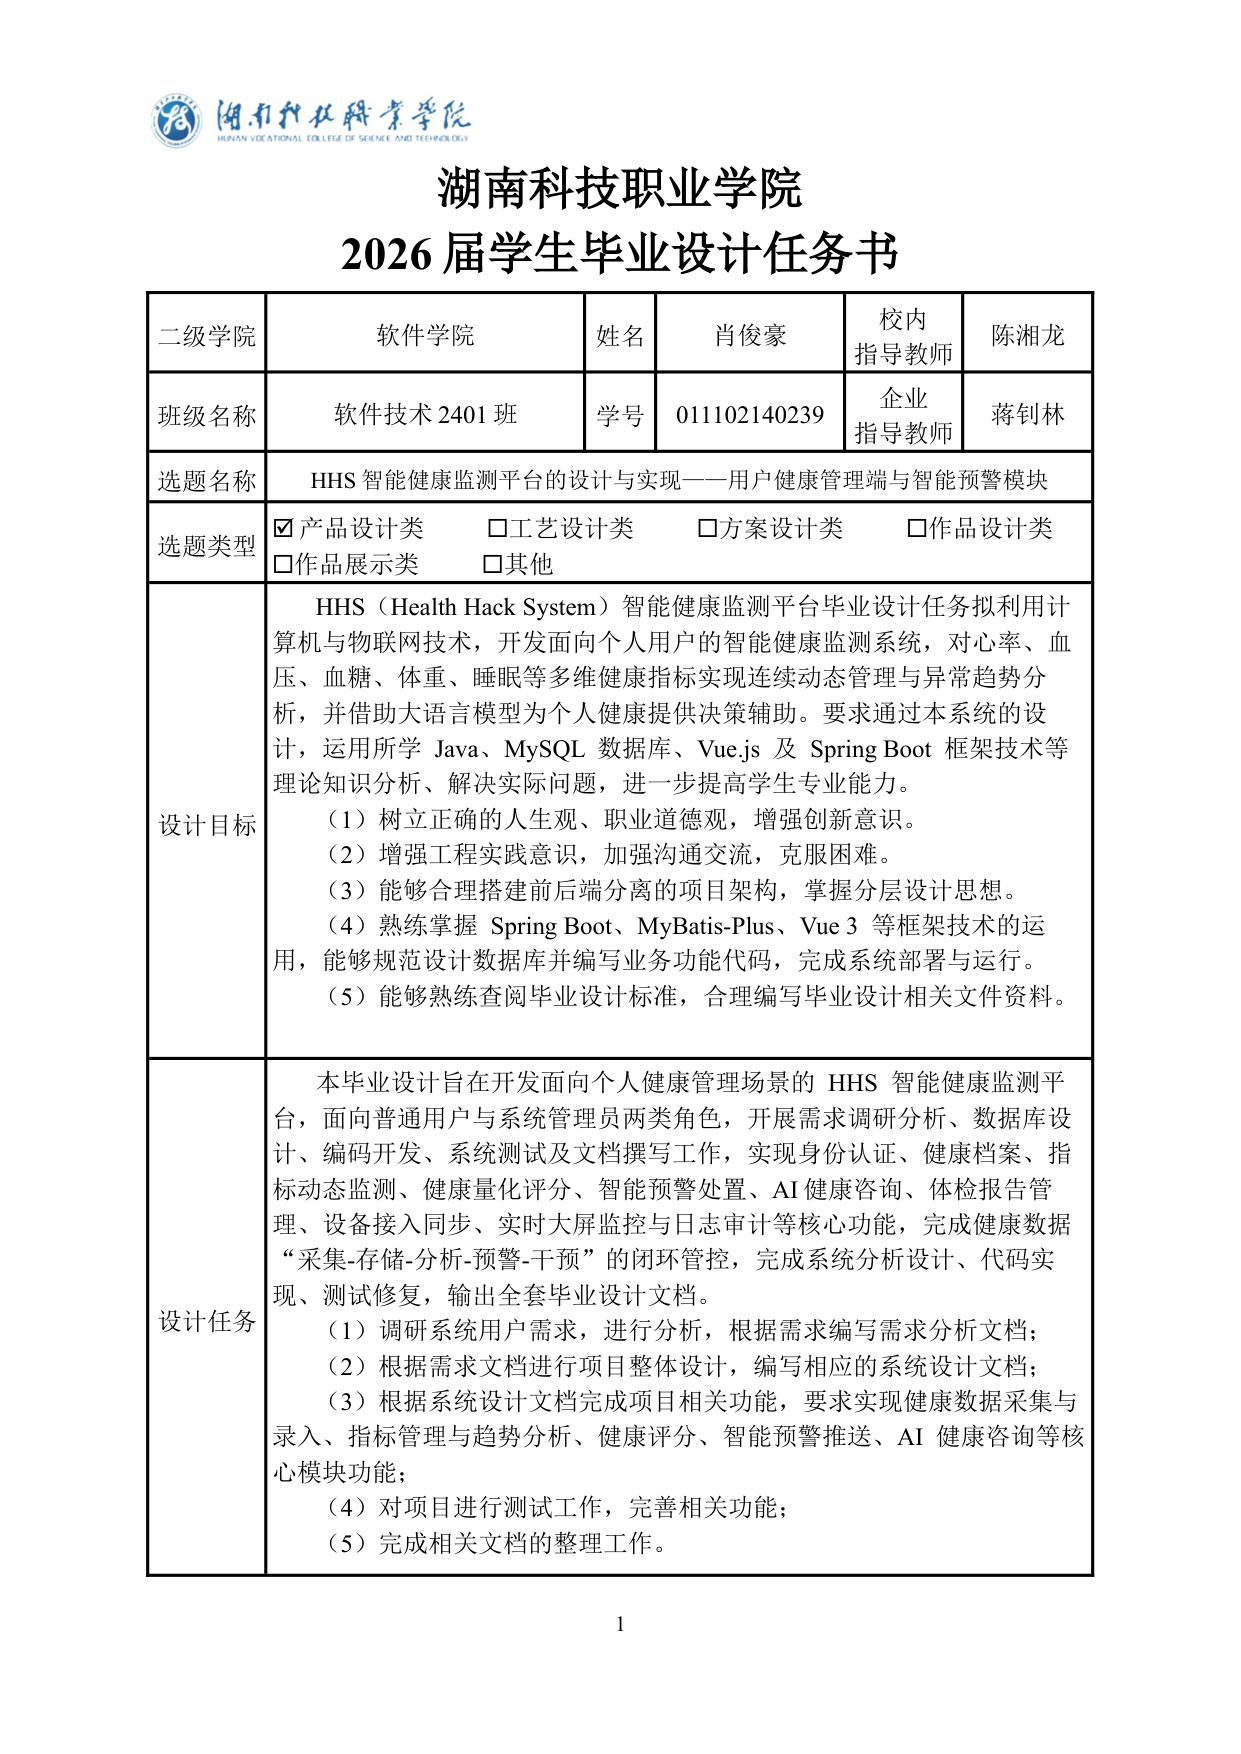 湖南科技职业学院
HUNAN VOCATIONAL COLLEGE OF SCIENCE AND TECHNOLOGY
湖南科技职业学院
2026 届学生毕业设计任务书
二级学院 软件学院 姓名 肖俊豪 校内指导教师 陈湘龙
班级名称 软件技术 2401 班 学号 011102140239 企业指导教师 蒋钊林
选题名称 HHS 智能健康监测平台的设计与实现——用户健康管理端与智能预警模块
选题类型
☑ 产品设计类 □工艺设计类 □方案设计类 □作品设计类
□作品展示类 □其他
设计目标
HHS（Health Hack System）智能健康监测平台毕业设计任务拟利用计
算机与物联网技术，开发面向个人用户的智能健康监测系统，对心率、血
压、血糖、体重、睡眠等多维健康指标实现连续动态管理与异常趋势分
析，并借助大语言模型为个人健康提供决策辅助。要求通过本系统的设
计，运用所学 Java、MySQL 数据库、Vue.js 及 Spring Boot 框架技术等
理论知识分析、解决实际问题，进一步提高学生专业能力。
（1）树立正确的人生观、职业道德观，增强创新意识。
（2）增强工程实践意识，加强沟通交流，克服困难。
（3）能够合理搭建前后端分离的项目架构，掌握分层设计思想。
（4）熟练掌握 Spring Boot、MyBatis-Plus、Vue 3 等框架技术的运
用，能够规范设计数据库并编写业务功能代码，完成系统部署与运行。
（5）能够熟练查阅毕业设计标准，合理编写毕业设计相关文件资料。
设计任务
本毕业设计旨在开发面向个人健康管理场景的 HHS 智能健康监测平
台，面向普通用户与系统管理员两类角色，开展需求调研分析、数据库设
计、编码开发、系统测试及文档撰写工作，实现身份认证、健康档案、指
标动态监测、健康量化评分、智能预警处置、AI 健康咨询、体检报告管
理、设备接入同步、实时大屏监控与日志审计等核心功能，完成健康数据
“采集-存储-分析-预警-干预”的闭环管控，完成系统分析设计、代码实
现、测试修复，输出全套毕业设计文档。
（1）调研系统用户需求，进行分析，根据需求编写需求分析文档；
（2）根据需求文档进行项目整体设计，编写相应的系统设计文档；
（3）根据系统设计文档完成项目相关功能，要求实现健康数据采集与
录入、指标管理与趋势分析、健康评分、智能预警推送、AI 健康咨询等核
心模块功能；
（4）对项目进行测试工作，完善相关功能；
（5）完成相关文档的整理工作。
1